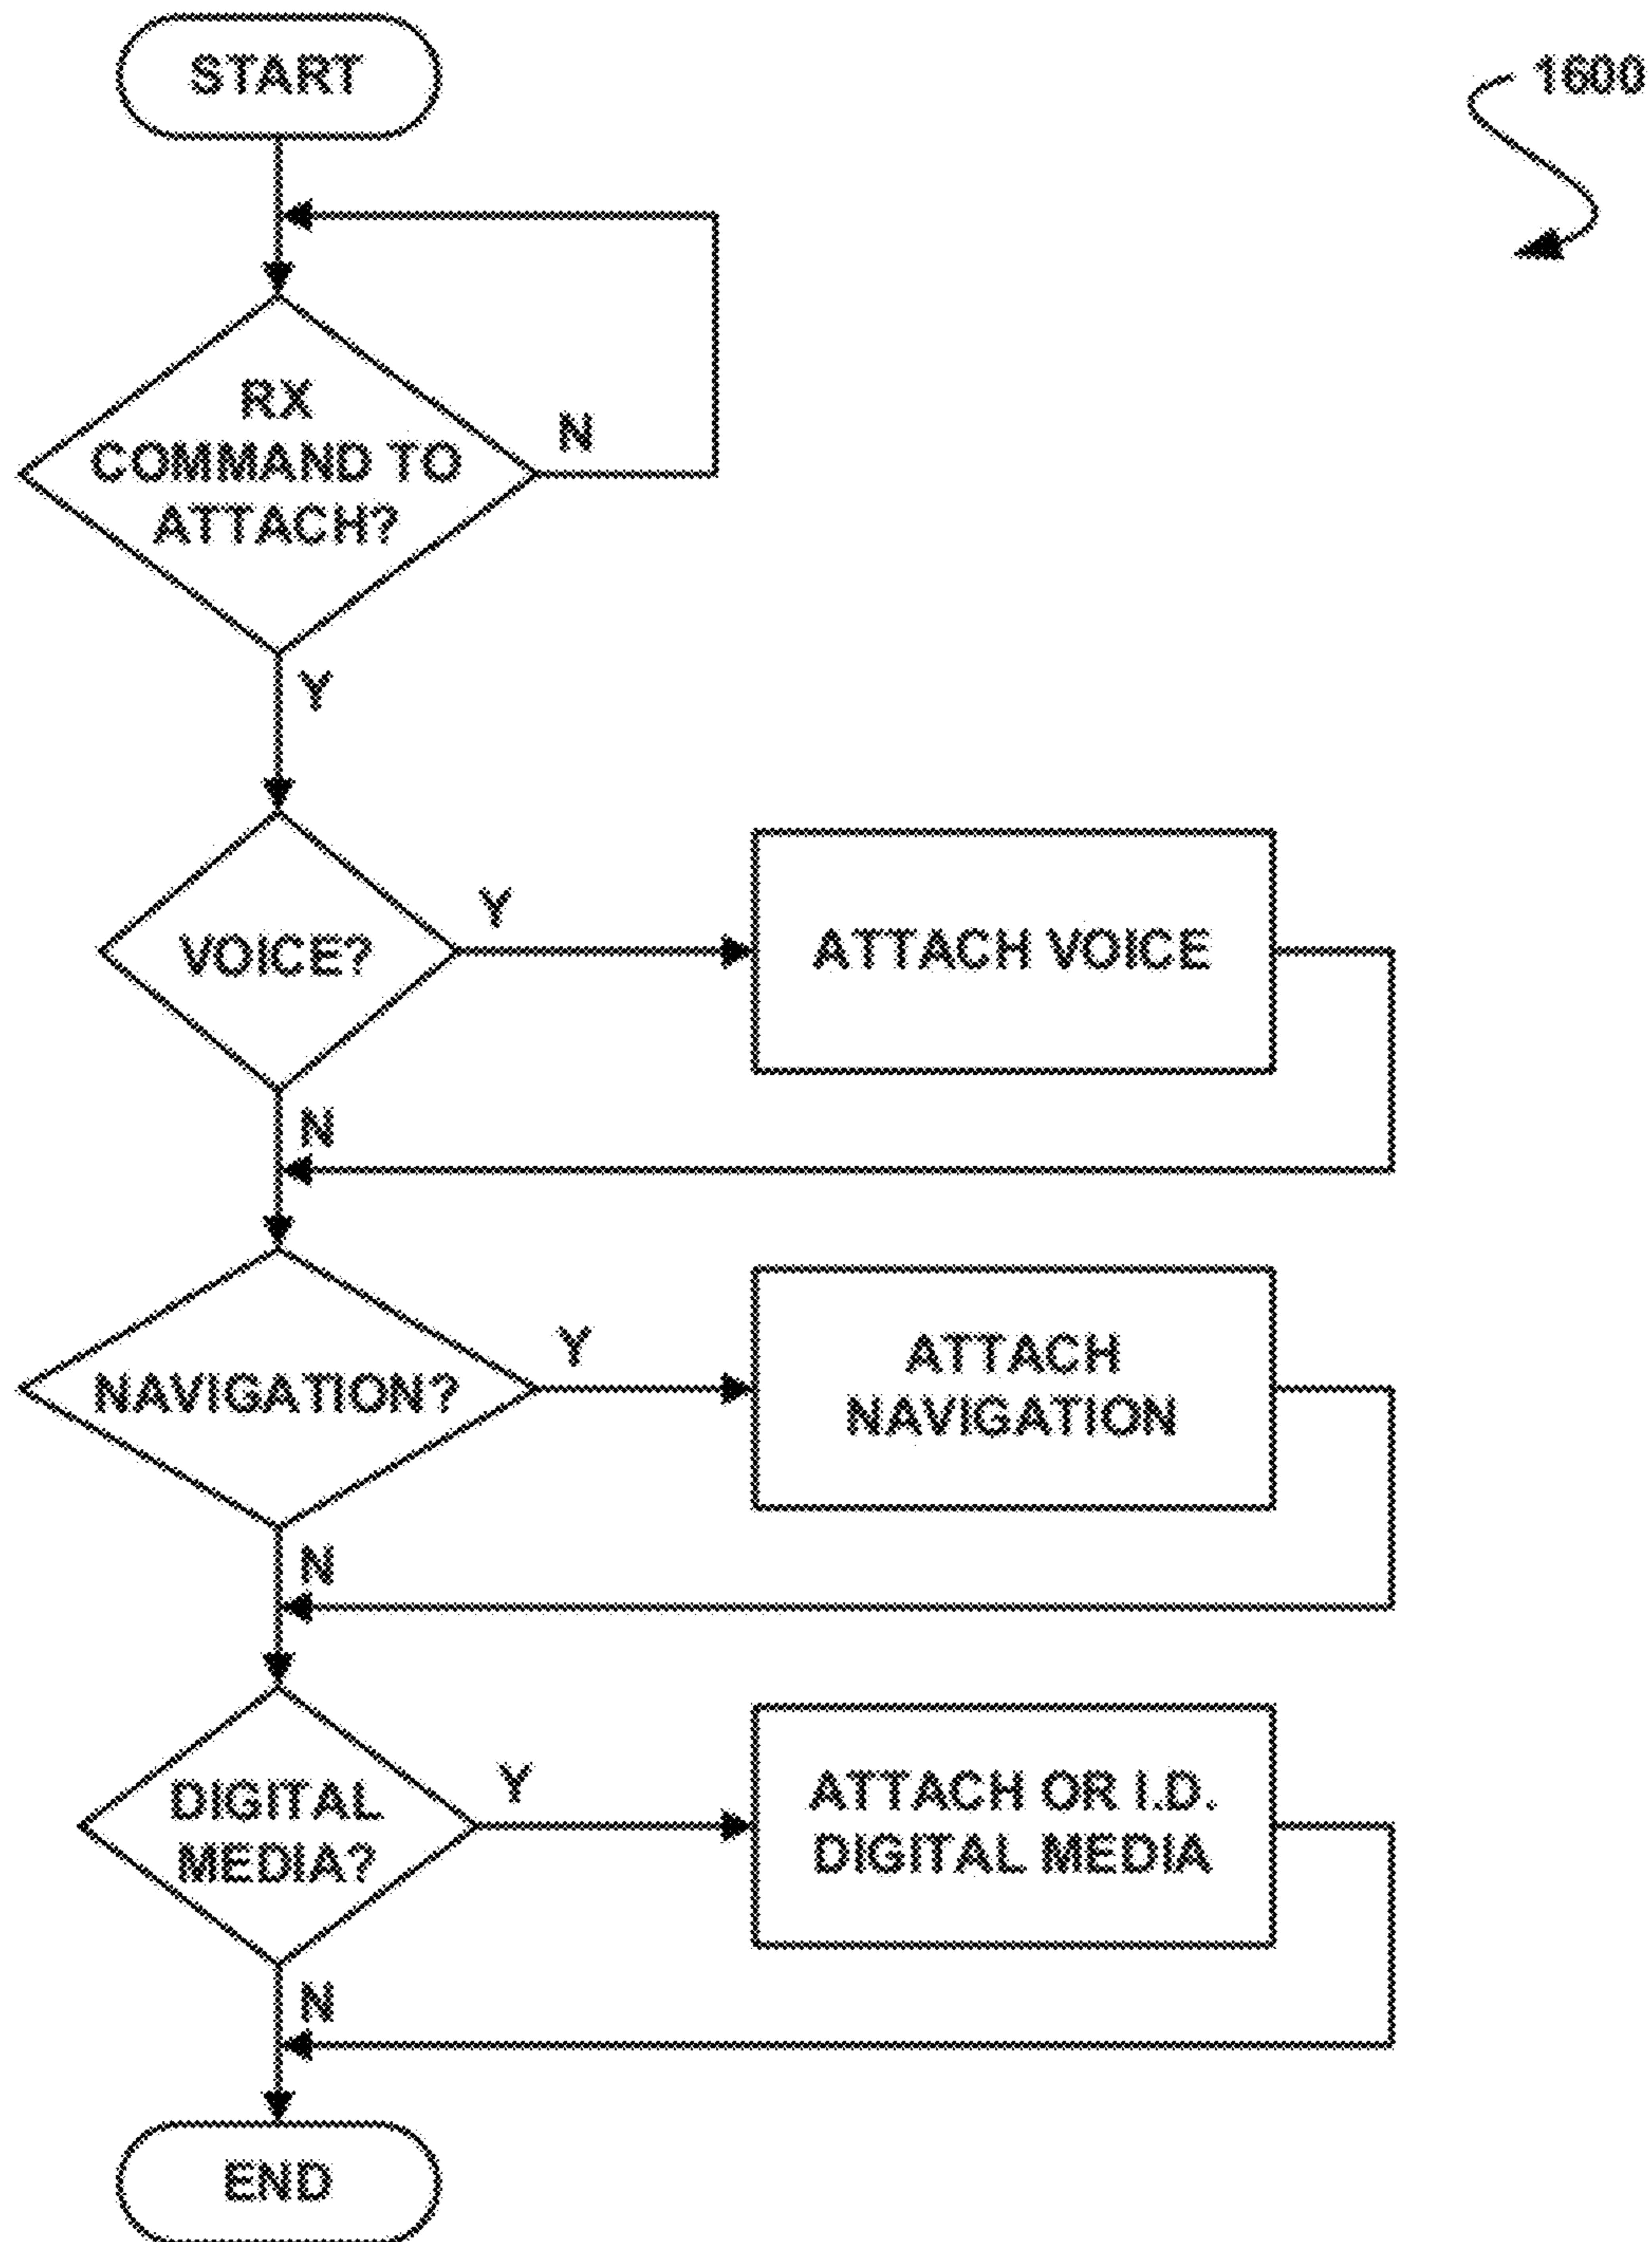 START
1600
RX
COMMAND TO
ATTACH?
N
Y
VOICE?
Y
ATTACH VOICE
N
NAVIGATION?
Y
ATTACH
NAVIGATION
N
DIGITAL
MEDIA?
Y
ATTACH OR I.D.
DIGITAL MEDIA
N
END